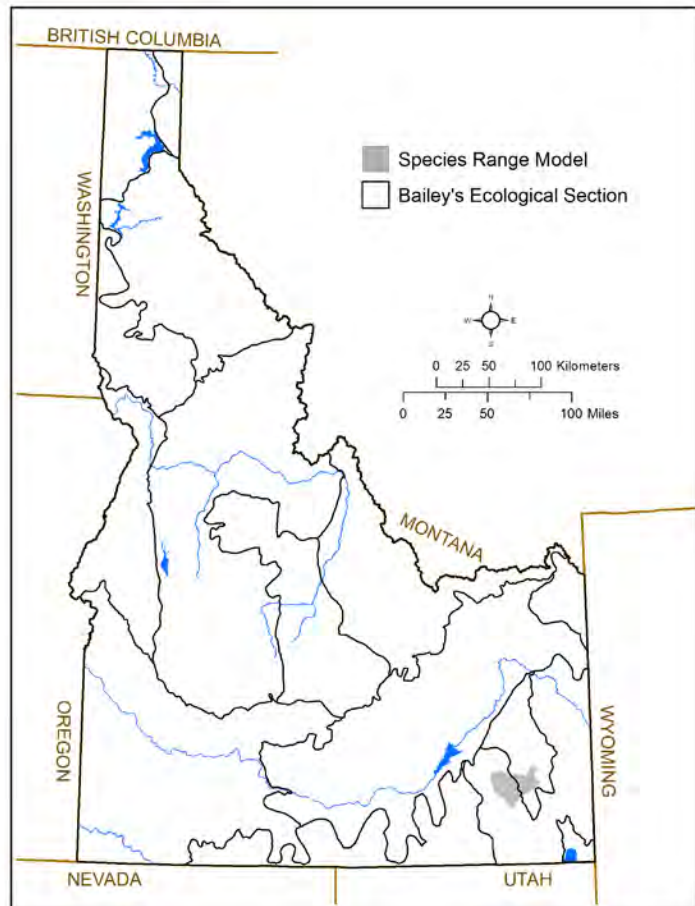 BRITISH COLUMBIA
WASHINGTON
Species Range Model
Bailey's Ecological Section
N
W E
S
0 25 50 100 Kilometers
0 25 50 100 Miles
MONTANA
OREGON
WYOMING
NEVADA
UTAH